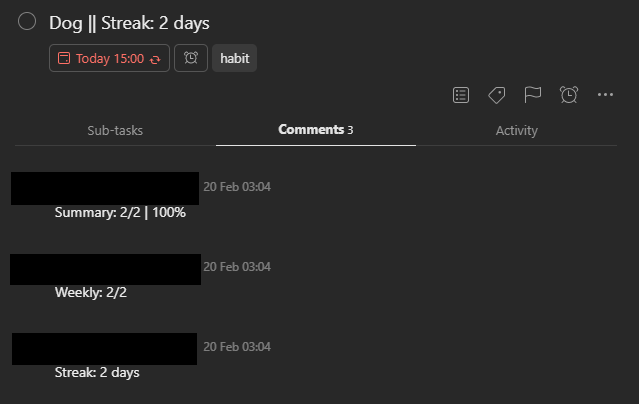 Dog || Streak: 2 days
Today 15:00
habit
Sub-tasks Comments 3 Activity
20 Feb 03:04
Summary: 2/2 | 100%
20 Feb 03:04
Weekly: 2/2
20 Feb 03:04
Streak: 2 days